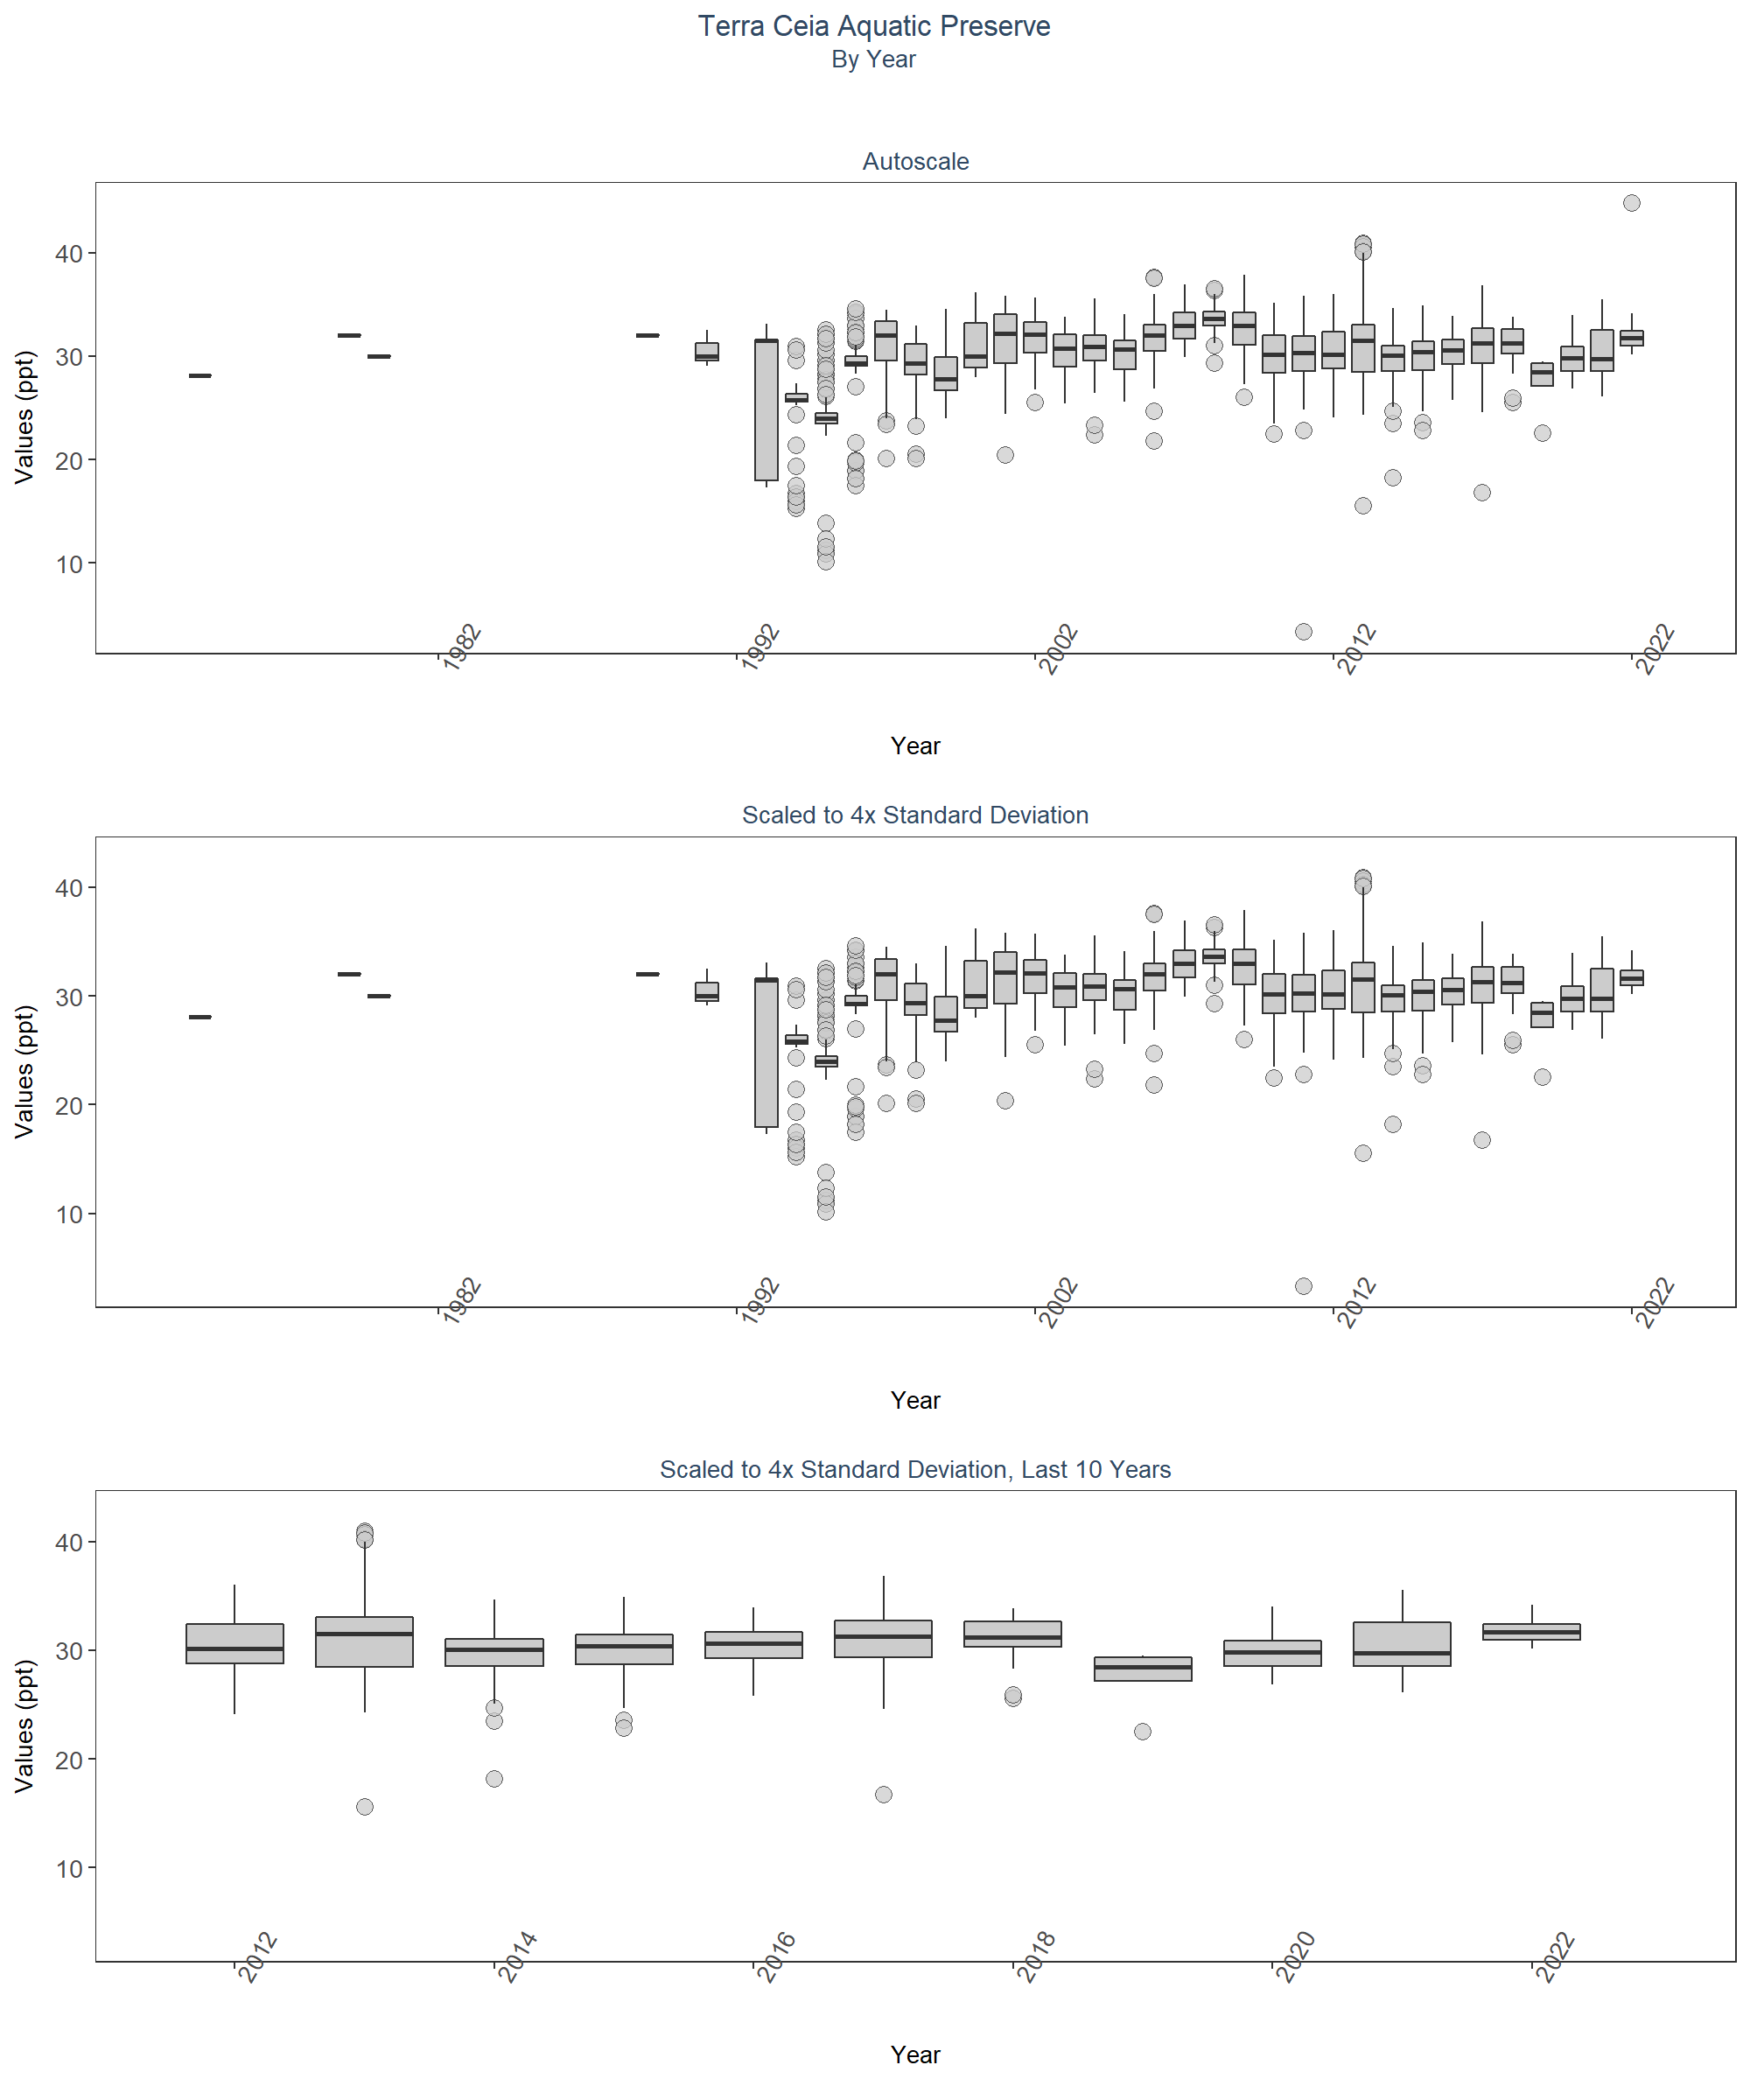 Terra Ceia Aquatic Preserve
By Year
Autoscale
Values (ppt)
40
30
20
10
1982
1992
2002
2012
2022
Year
Scaled to 4x Standard Deviation
Values (ppt)
40
30
20
10
1982
1992
2002
2012
2022
Year
Scaled to 4x Standard Deviation, Last 10 Years
Values (ppt)
40
30
20
10
2012
2014
2016
2018
2020
2022
Year